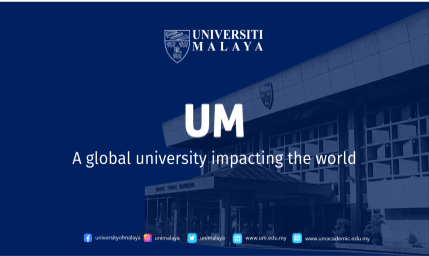 UNIVERSITI
MALAYA
UM
A global university impacting the world
universityofmalaya unimalaya unimalaya www.um.edu.my www.umacademic.edu.my